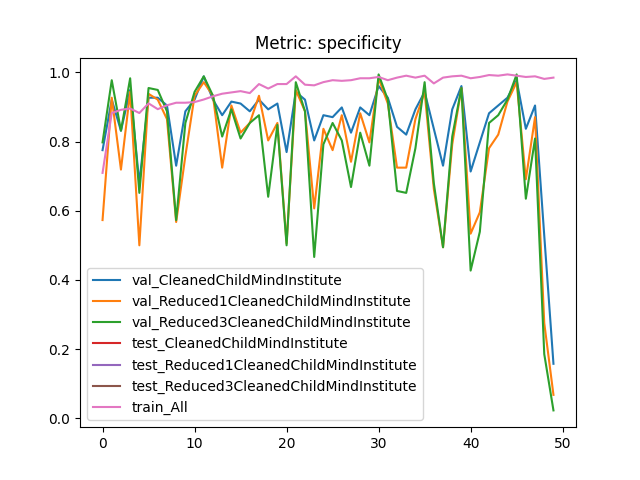 Metric: specificity
1.0
0.8
0.6
0.4
0.2
0.0
val_CleanedChildMindInstitute
val_Reduced1CleanedChildMindInstitute
val_Reduced3CleanedChildMindInstitute
test_CleanedChildMindInstitute
test_Reduced1CleanedChildMindInstitute
test_Reduced3CleanedChildMindInstitute
train_All
0 10 20 30 40 50